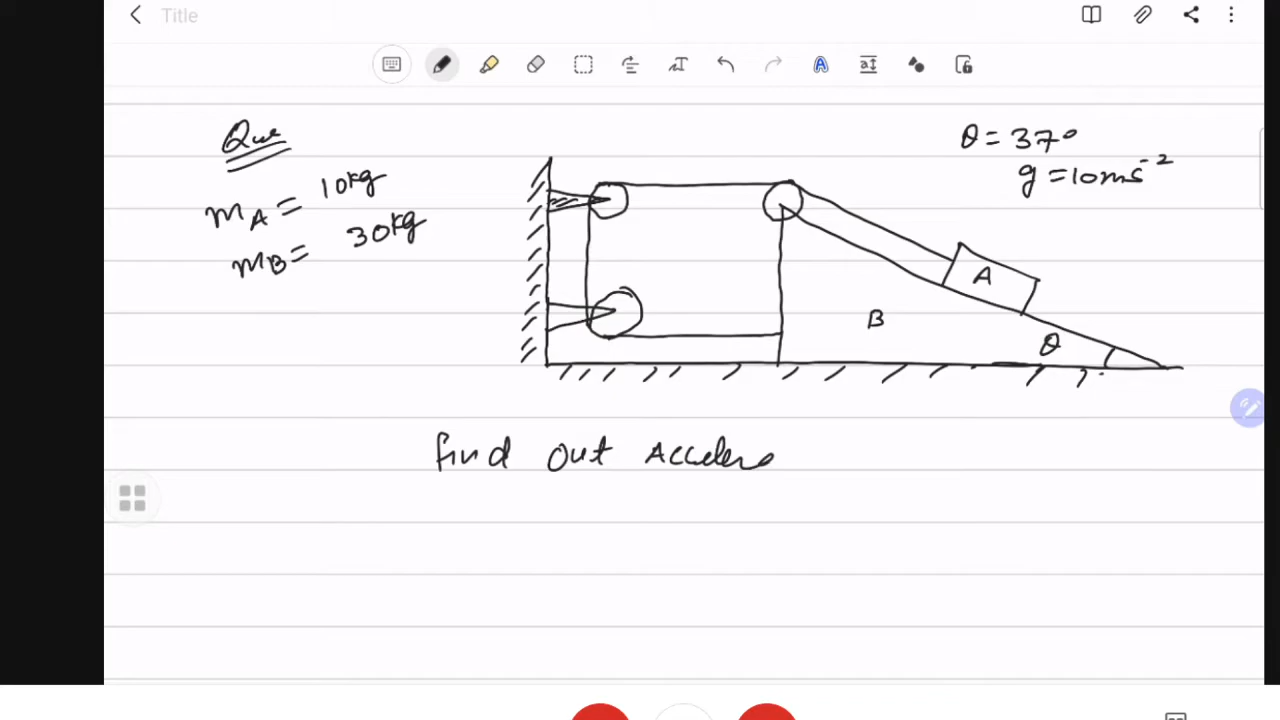 Title
Que
θ = 37°
g = 10ms⁻²
mA = 10kg
mB = 30kg
A
B
θ
find out Accelera